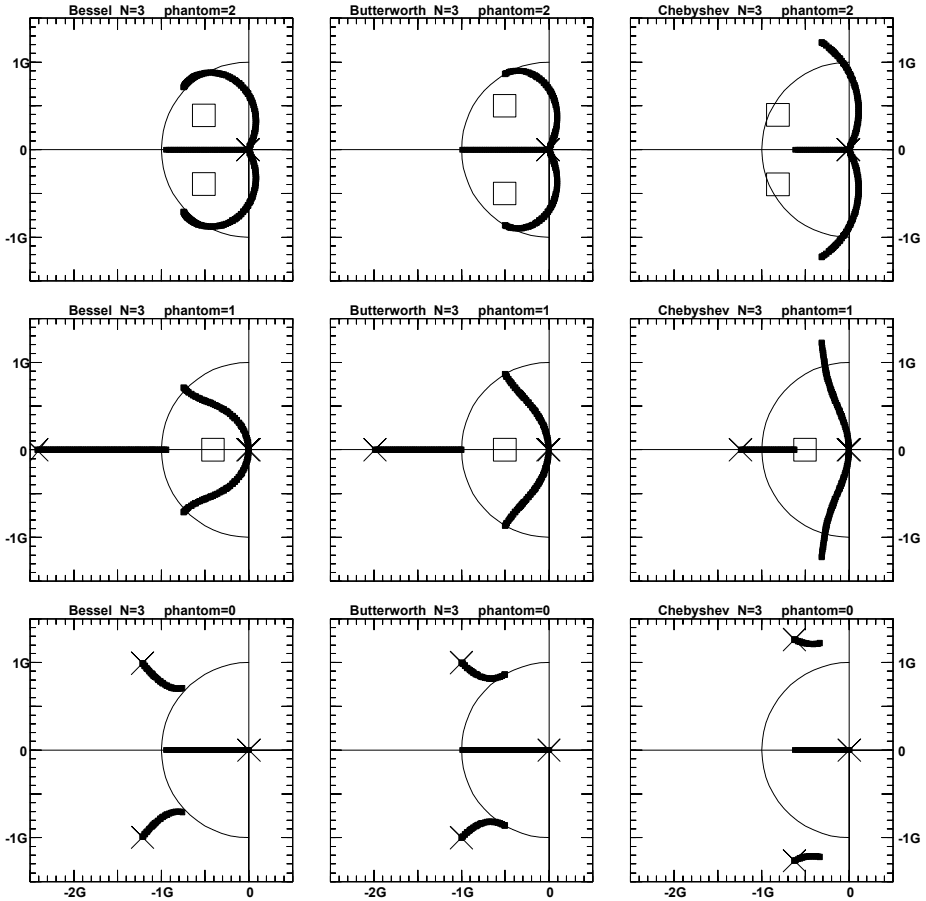 Bessel N=3 phantom=2 Butterworth N=3 phantom=2 Chebyshev N=3 phantom=2
1G 1G
0 0
-1G -1G
Bessel N=3 phantom=1 Butterworth N=3 phantom=1 Chebyshev N=3 phantom=1
1G 1G
0 0
-1G -1G
Bessel N=3 phantom=0 Butterworth N=3 phantom=0 Chebyshev N=3 phantom=0
1G 1G
0 0
-1G -1G
-2G -1G 0 -2G -1G 0 -2G -1G 0